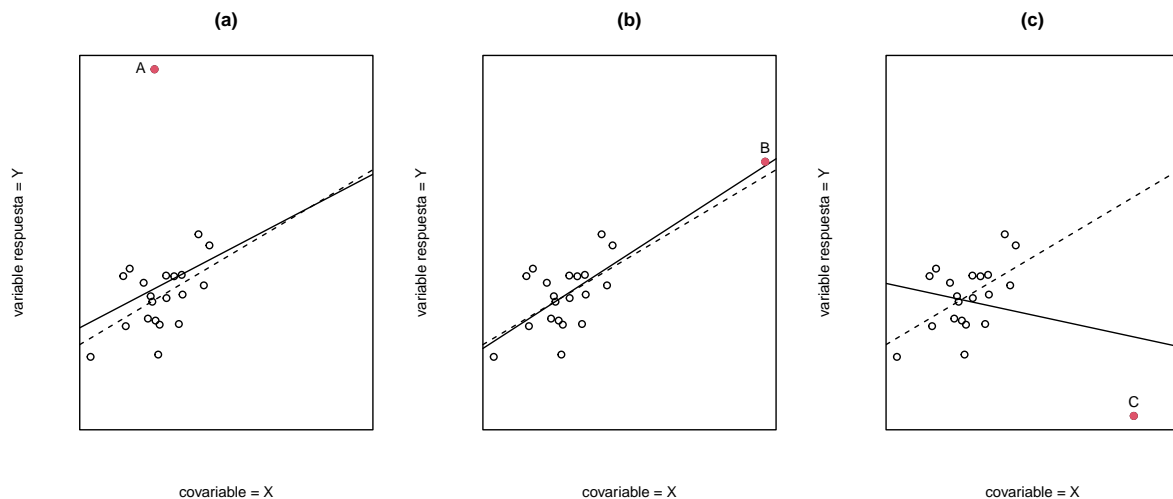 (a)
A
variable respuesta = Y
covariable = X
(b)
B
variable respuesta = Y
covariable = X
(c)
C
variable respuesta = Y
covariable = X